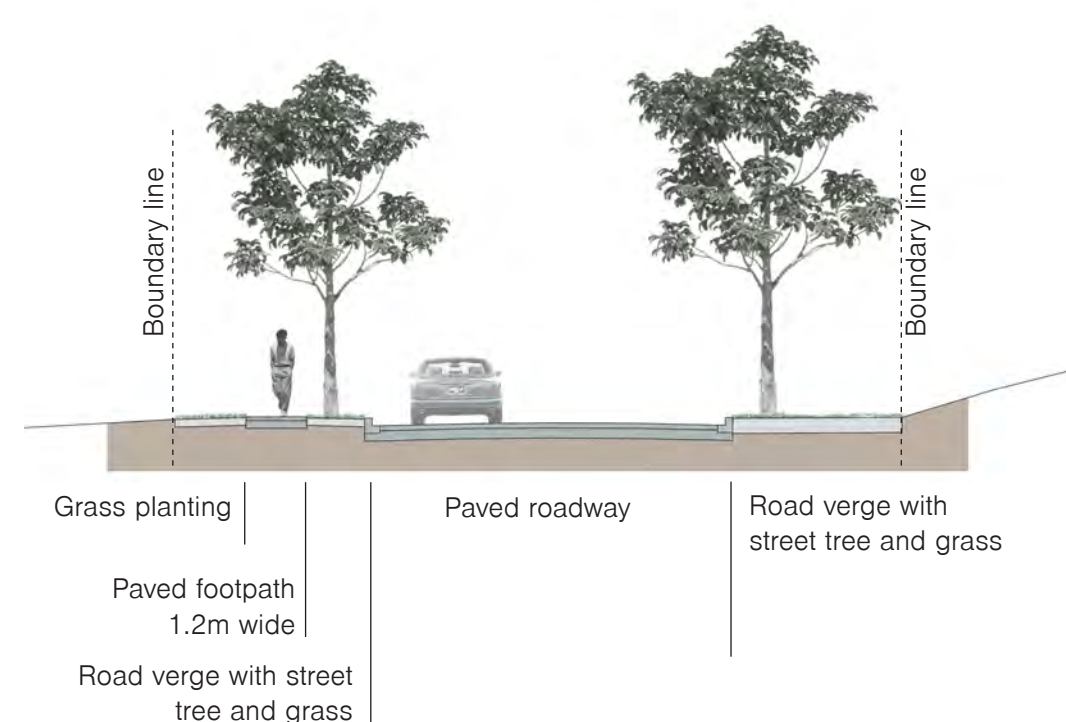 Boundary line
Boundary line
Grass planting
Paved roadway
Road verge with
street tree and grass
Paved footpath
1.2m wide
Road verge with street
tree and grass